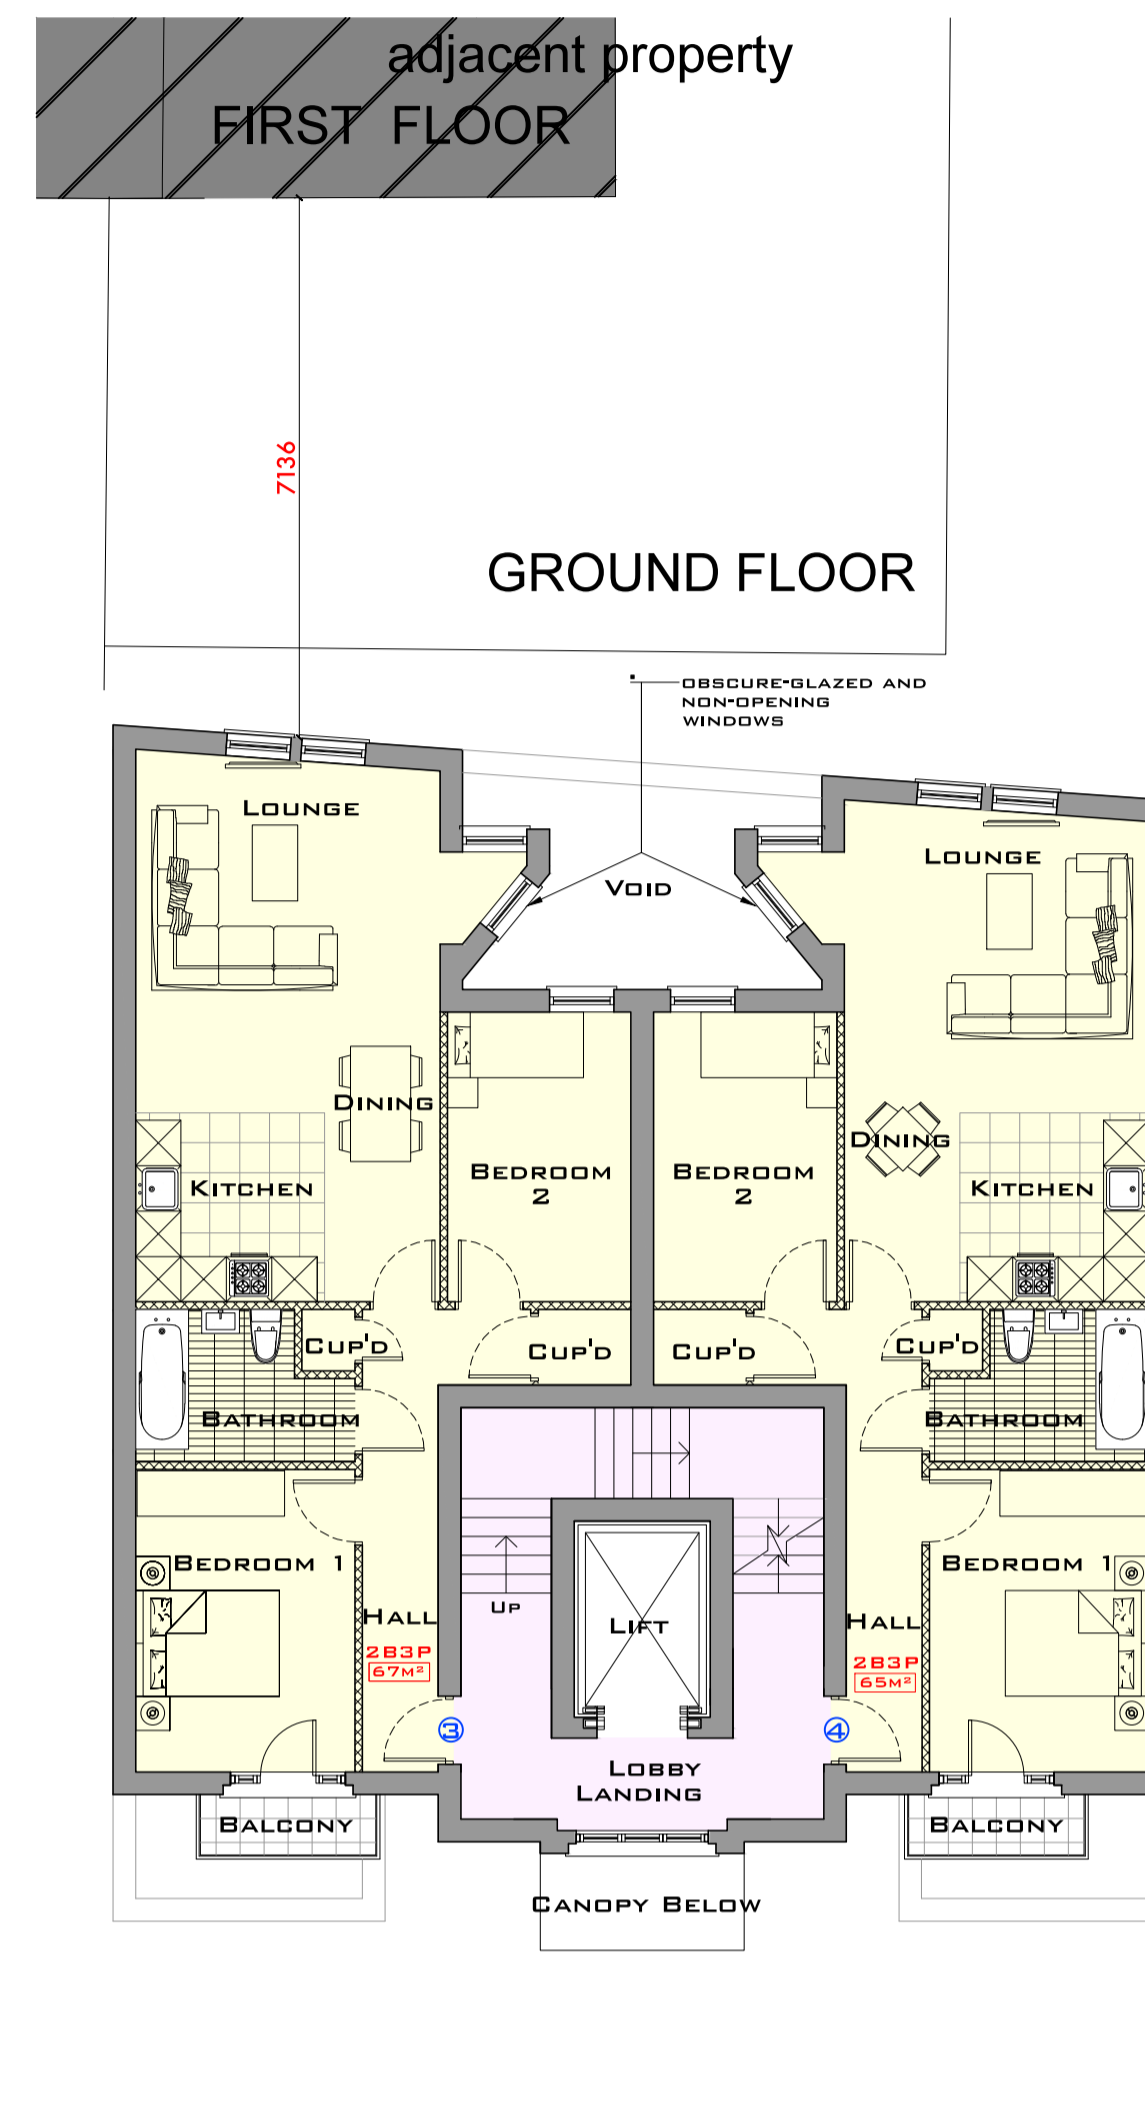 adjacent property
FIRST FLOOR
7136
GROUND FLOOR
OBSCURE-GLAZED AND
NON-OPENING
WINDOWS
LOUNGE
LOUNGE
VOID
DINING
DINING
KITCHEN
BEDROOM
2
BEDROOM
2
KITCHEN
CUP'D
CUP'D
CUP'D
CUP'D
BATHROOM
BATHROOM
BEDROOM 1
BEDROOM 1
UP
HALL
LIFT
HALL
2B3P
67M²
2B3P
65M²
3
4
LOBBY
LANDING
BALCONY
BALCONY
CANOPY BELOW